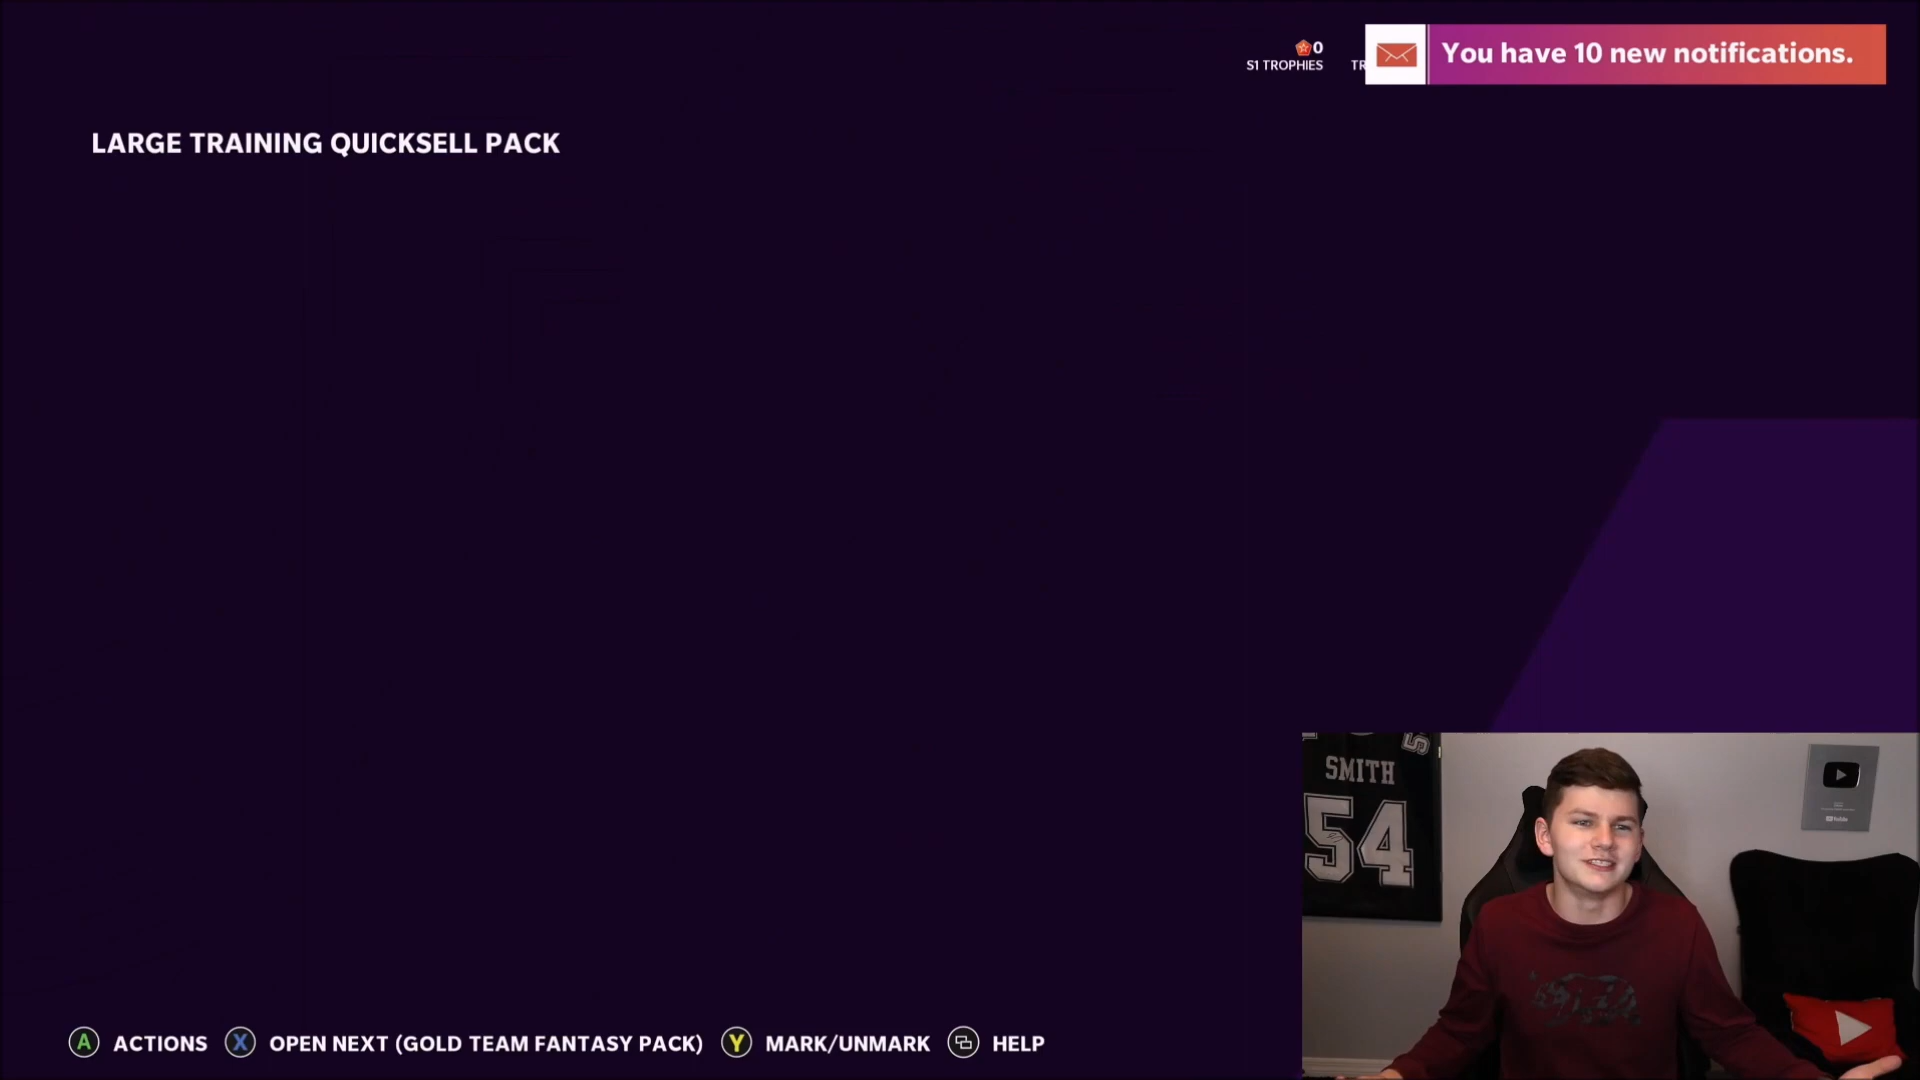 0
S1 TROPHIES
TR
You have 10 new notifications.
LARGE TRAINING QUICKSELL PACK
SMITH
54
A ACTIONS X OPEN NEXT (GOLD TEAM FANTASY PACK) Y MARK/UNMARK HELP